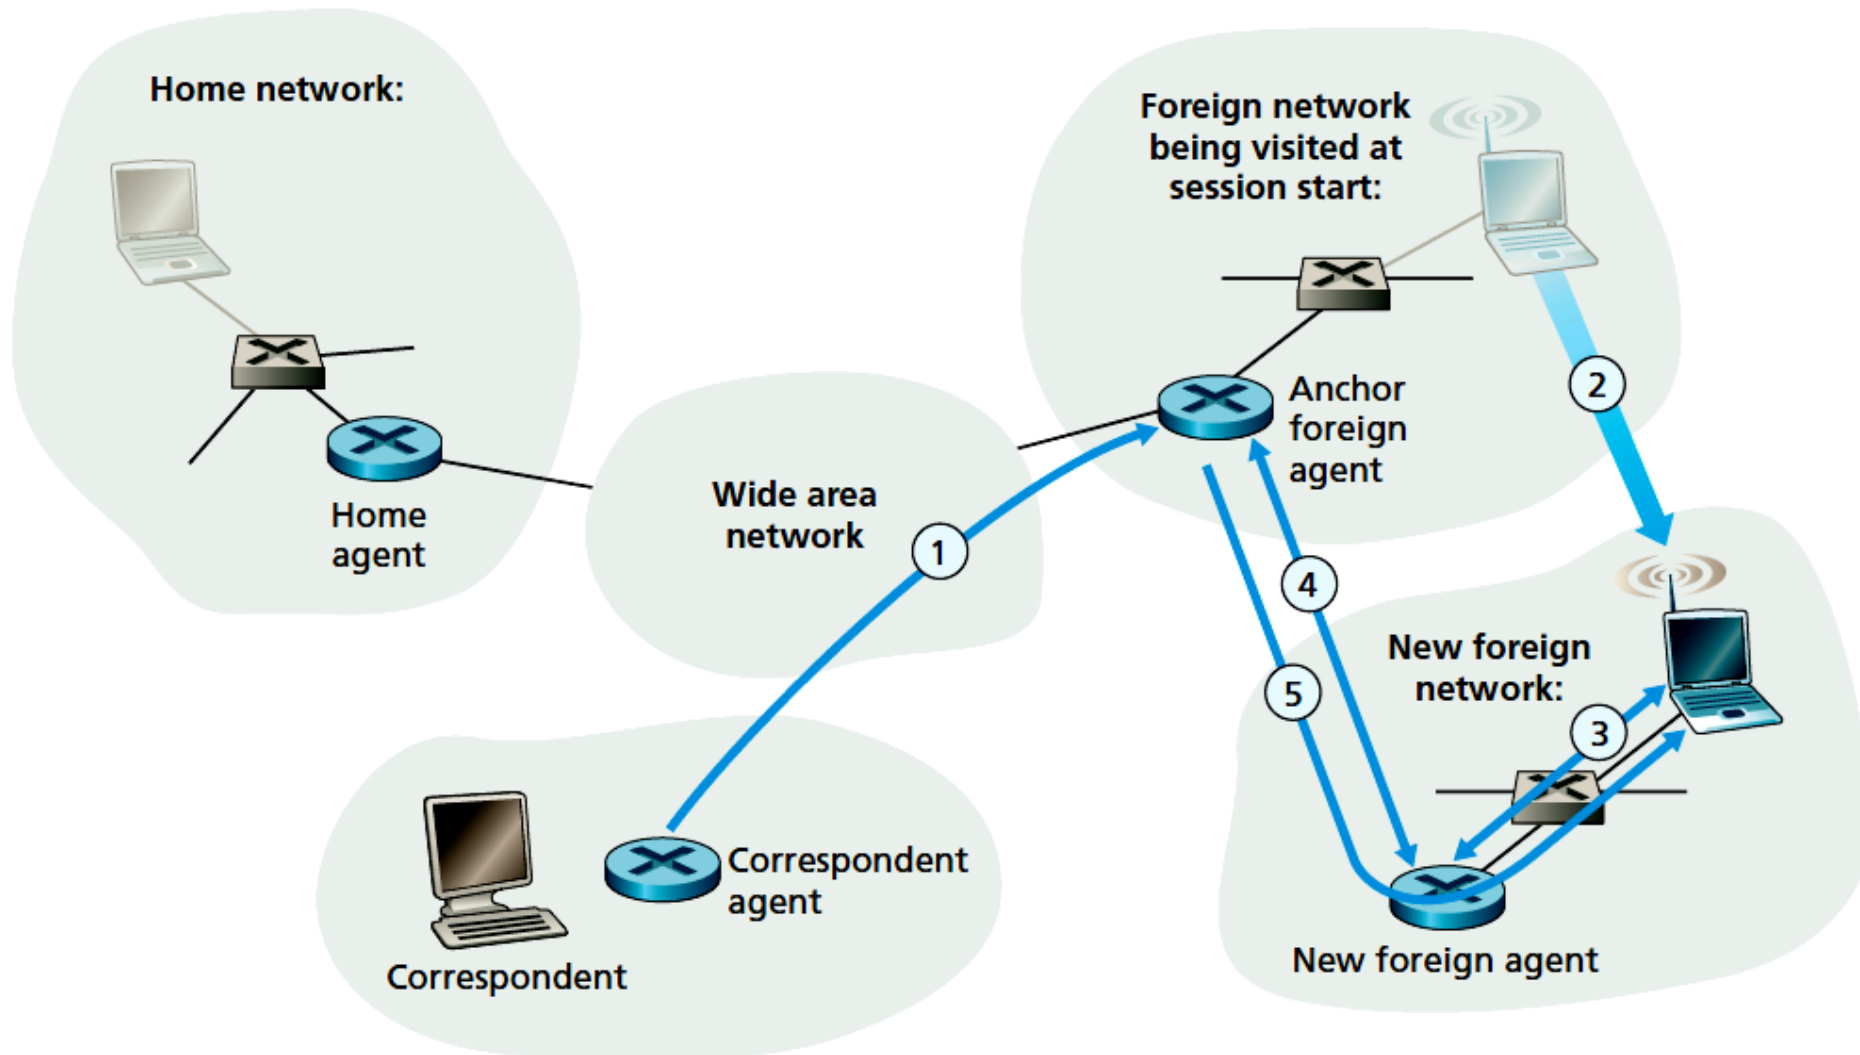 Home network:
Home
agent
Wide area
network
1
Foreign network
being visited at
session start:
Anchor
foreign
agent
2
4
5
New foreign
network:
3
New foreign agent
Correspondent
agent
Correspondent